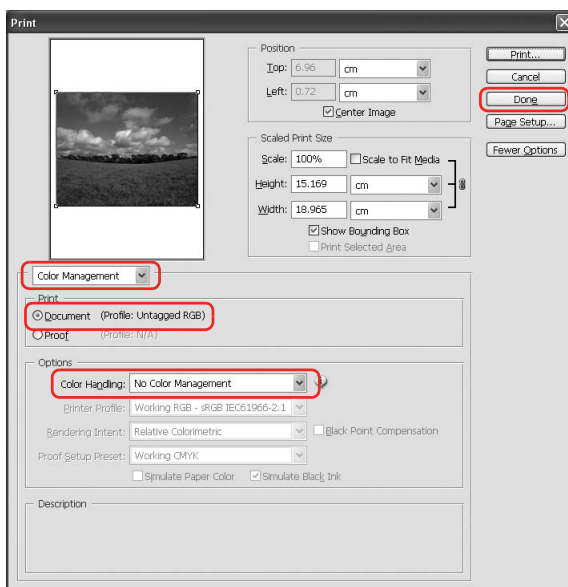 Print
Position
Top: 6.96 cm
Left: 0.72 cm
Center Image
Scaled Print Size
Scale: 100% Scale to Fit Media
Height: 15.169 cm
Width: 18.965 cm
Show Bounding Box
Print Selected Area
Print...
Cancel
Done
Page Setup...
Fewer Options
Color Management
Print
Document (Profile: Untagged RGB)
Proof (Profile: N/A)
Options
Color Handling: No Color Management
Printer Profile: Working RGB - sRGB IEC61966-2.1
Rendering Intent: Relative Colorimetric Black Point Compensation
Proof Setup Preset: Working CMYK
Simulate Paper Color Simulate Black Ink
Description